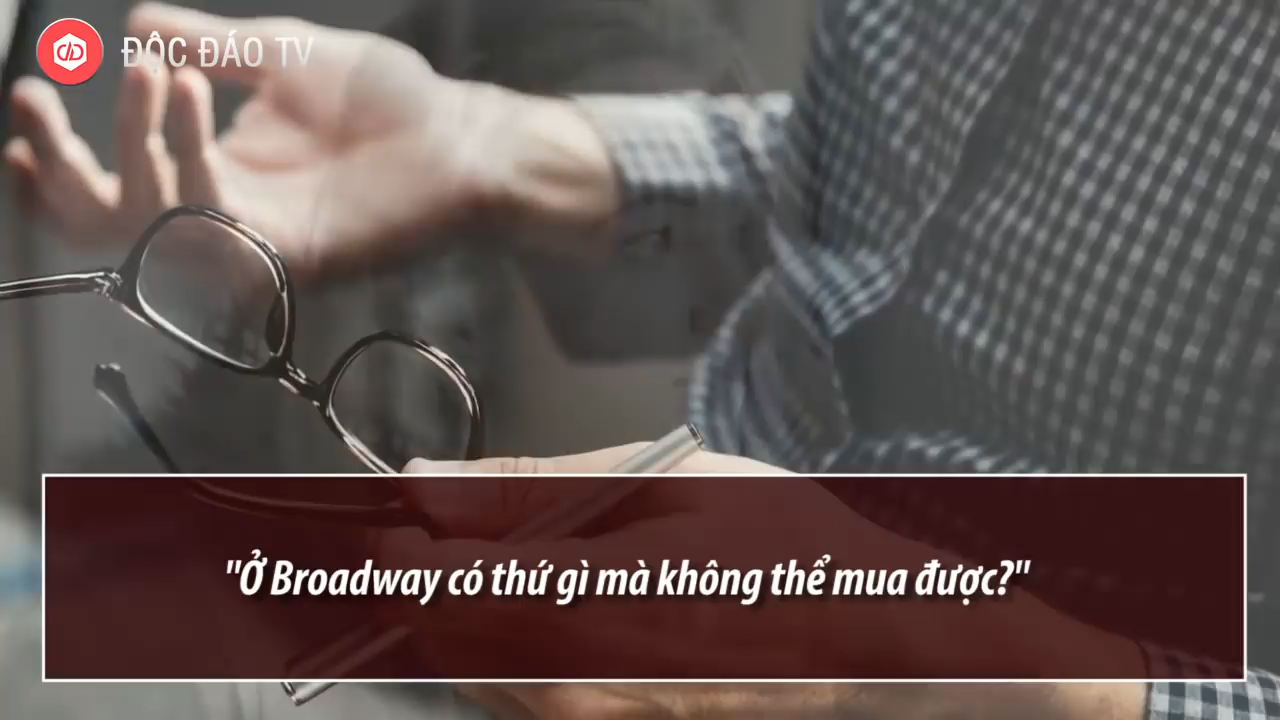 ĐỘC ĐÁO TV
"Ở Broadway có thứ gì mà không thể mua được?"